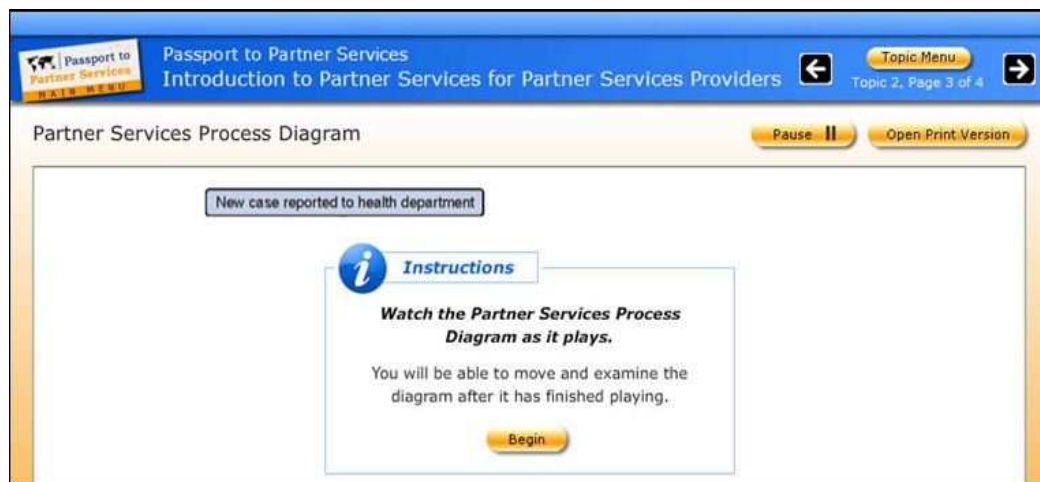 Passport to
Partner Services
MAIN MENU
Passport to Partner Services
Introduction to Partner Services for Partner Services Providers
Topic Menu
Topic 2, Page 3 of 4
Partner Services Process Diagram
Pause
Open Print Version
New case reported to health department
i
Instructions
Watch the Partner Services Process
Diagram as it plays.
You will be able to move and examine the
diagram after it has finished playing.
Begin